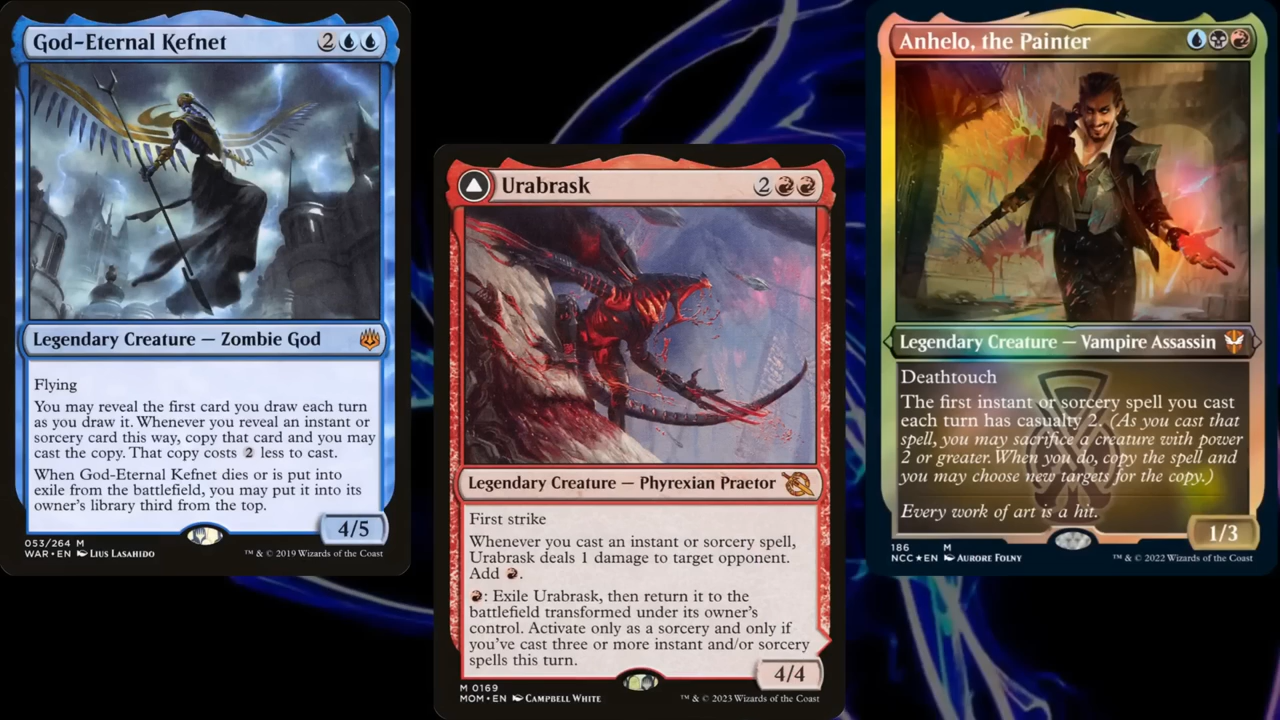 God-Eternal Kefnet 2
Legendary Creature — Zombie God
Flying
You may reveal the first card you draw each turn
as you draw it. Whenever you reveal an instant or
sorcery card this way, copy that card and you may
cast the copy. That copy costs 2 less to cast.
When God-Eternal Kefnet dies or is put into
exile from the battlefield, you may put it into its
owner's library third from the top.
4/5
053/264 M
WAR • EN Lius Lasahido
™ & © 2019 Wizards of the Coast
Urabrask 2
Legendary Creature — Phyrexian Praetor
First strike
Whenever you cast an instant or sorcery spell,
Urabrask deals 1 damage to target opponent.
Add .
: Exile Urabrask, then return it to the
battlefield transformed under its owner's
control. Activate only as a sorcery and only if
you've cast three or more instant and/or sorcery
spells this turn.
4/4
M 0169
MOM • EN Campbell White
™ & © 2023 Wizards of the Coast
Anhelo, the Painter
Legendary Creature — Vampire Assassin
Deathtouch
The first instant or sorcery spell you cast
each turn has casualty 2. (As you cast that
spell, you may sacrifice a creature with power
2 or greater. When you do, copy the spell and
you may choose new targets for the copy.)
Every work of art is a hit.
1/3
186 M
NCC ★ EN Aurore Folny
™ & © 2022 Wizards of the Coast